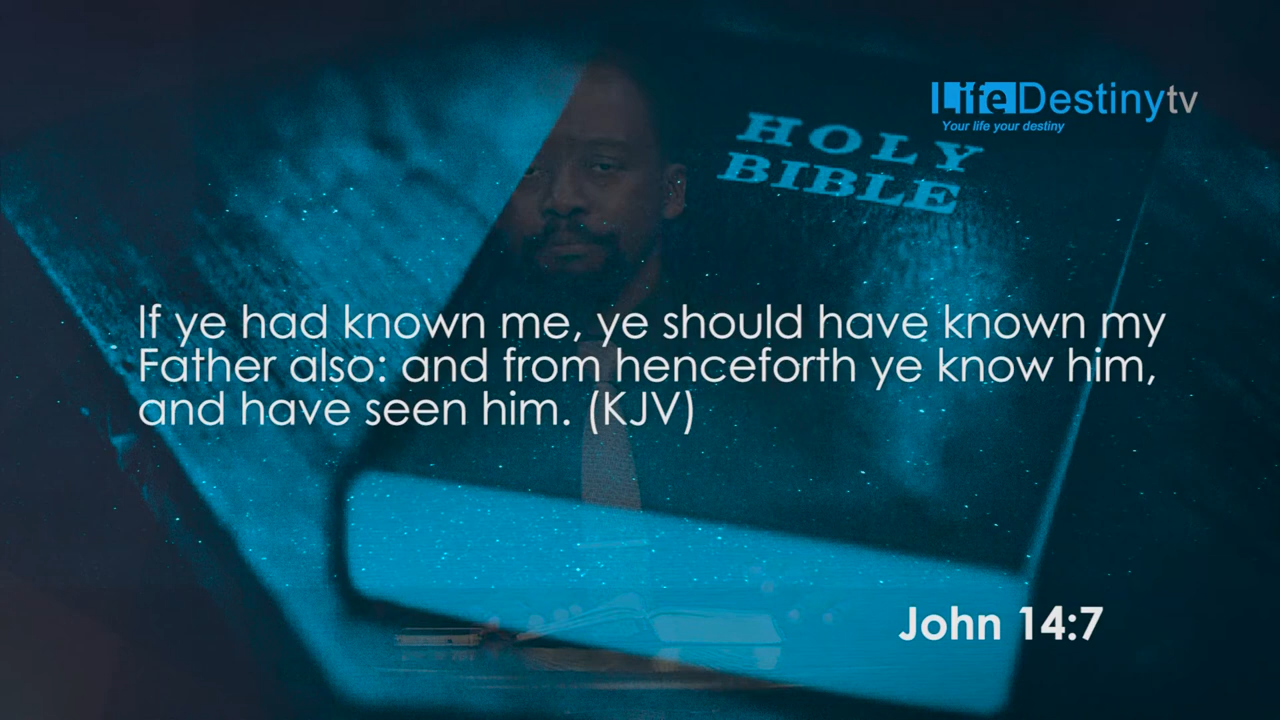 LifeDestinytv
Your life your destiny
HOLY
BIBLE
If ye had known me, ye should have known my
Father also: and from henceforth ye know him,
and have seen him. (KJV)
John 14:7